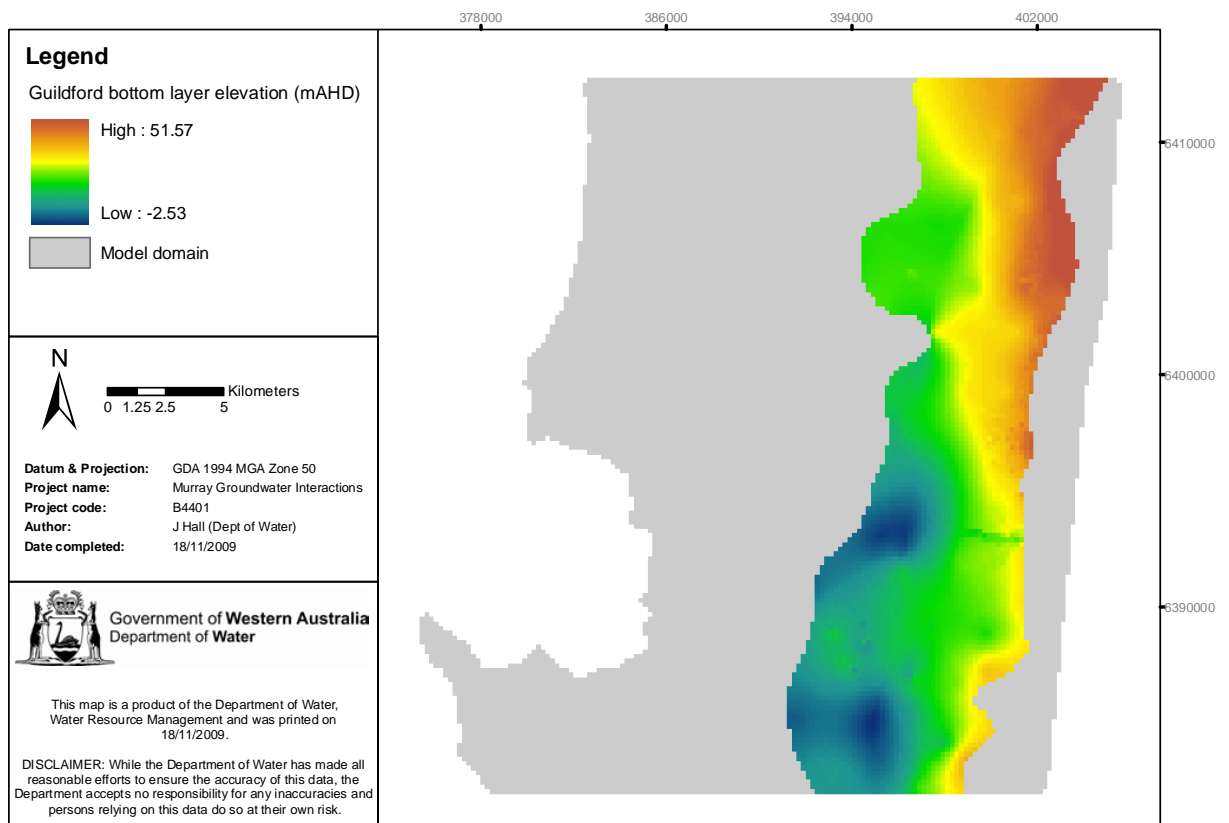 378000
386000
394000
402000
Legend
Guildford bottom layer elevation (mAHD)
High : 51.57
Low : -2.53
Model domain
6410000
6400000
6390000
N
Kilometers
0 1.25 2.5 5
Datum & Projection: GDA 1994 MGA Zone 50
Project name: Murray Groundwater Interactions
Project code: B4401
Author: J Hall (Dept of Water)
Date completed: 18/11/2009
Government of Western Australia
Department of Water
This map is a product of the Department of Water,
Water Resource Management and was printed on
18/11/2009.
DISCLAIMER: While the Department of Water has made all
reasonable efforts to ensure the accuracy of this data, the
Department accepts no responsibility for any inaccuracies and
persons relying on this data do so at their own risk.